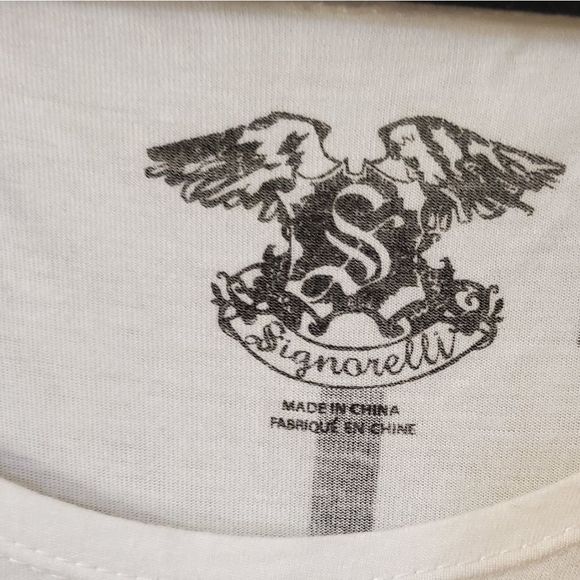 S
Signorelli
MADE IN CHINA
FABRIQUÉ EN CHINE